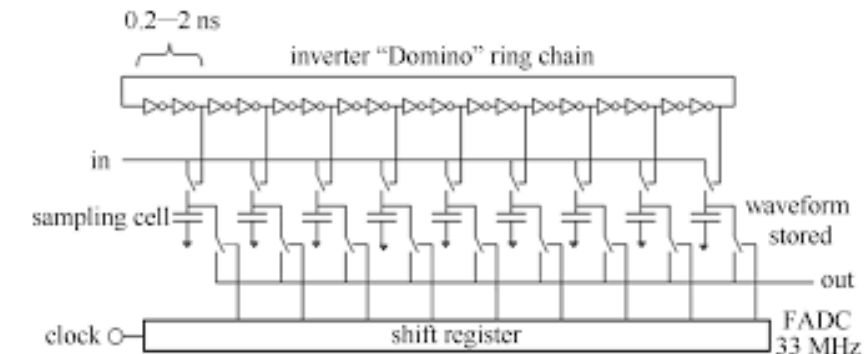 0.2—2 ns
inverter “Domino” ring chain
in
sampling cell
waveform
stored
out
clock
shift register
FADC
33 MHz